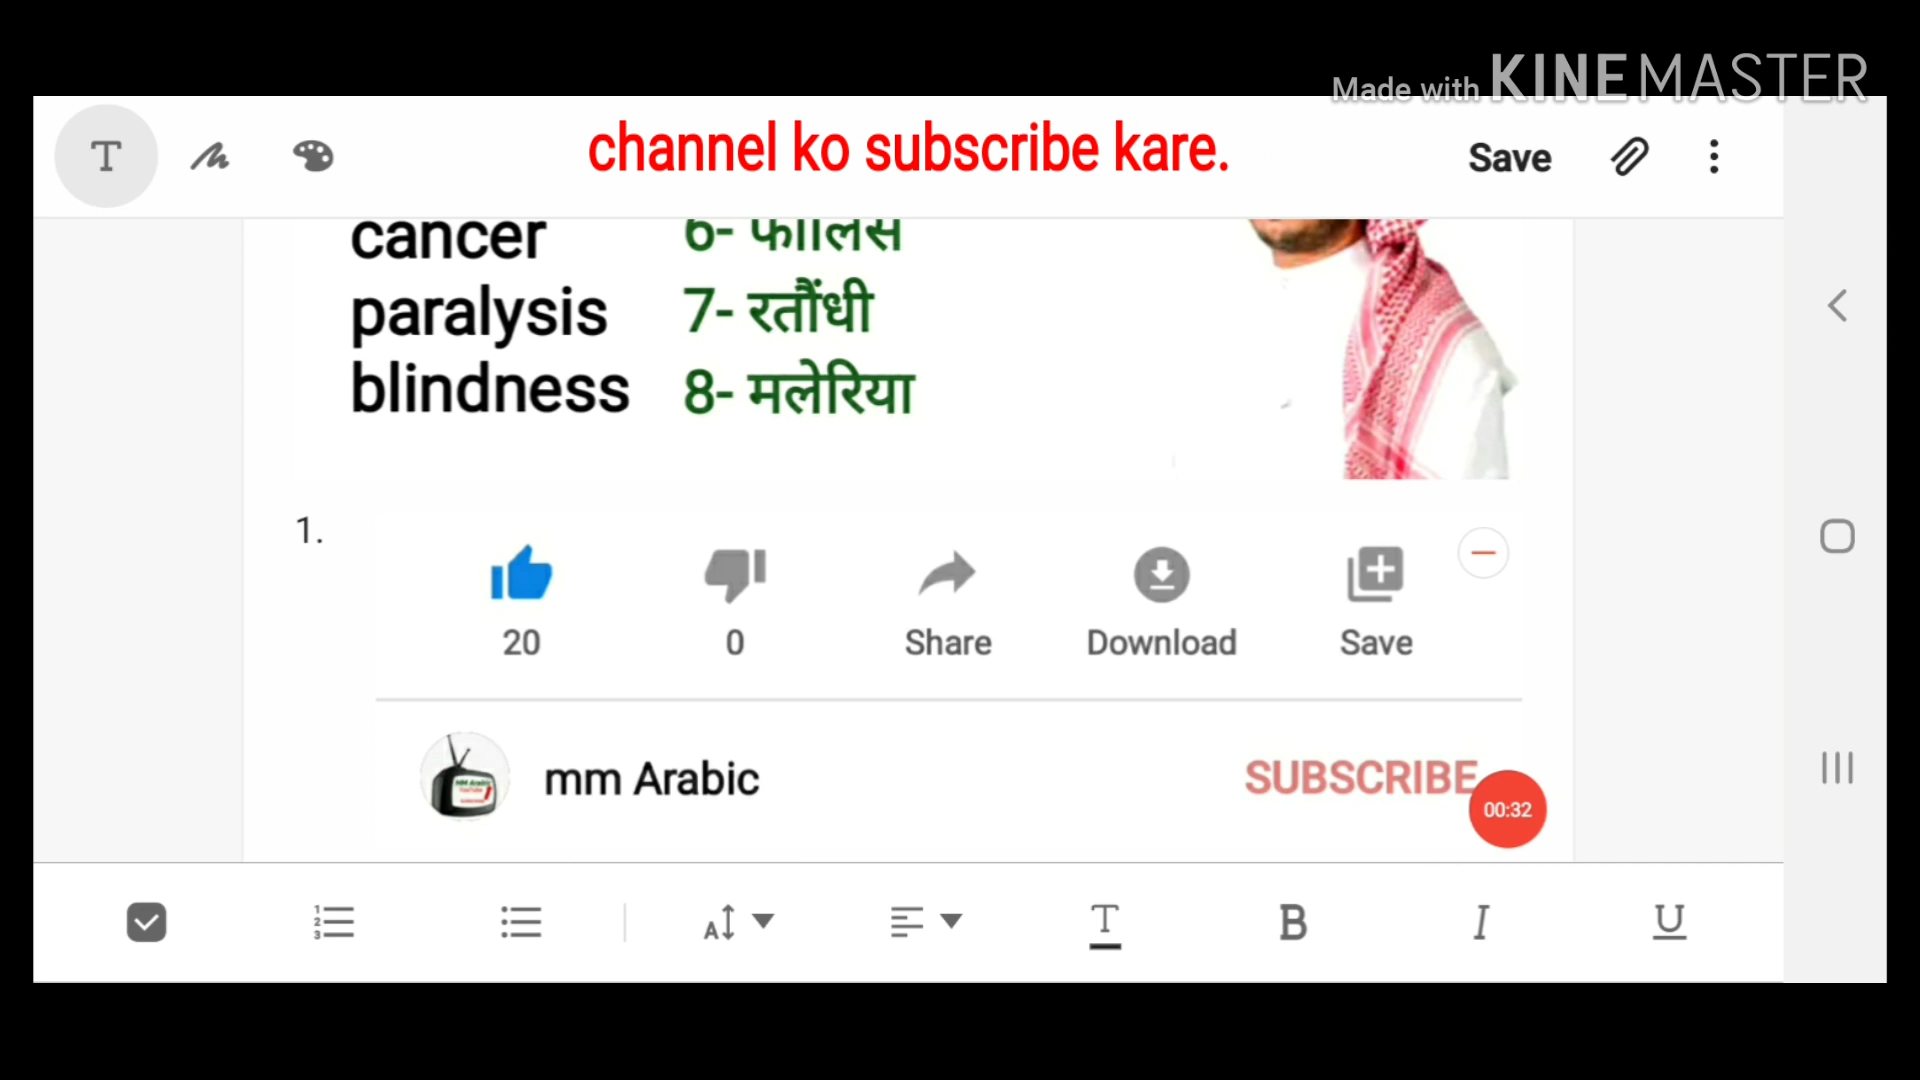 Made with KINEMASTER
T
channel ko subscribe kare.
Save
cancer
6- फालिस
paralysis
7- रतौंधी
blindness
8- मलेरिया
1.
20
0
Share
Download
Save
mm Arabic
SUBSCRIBE
00:32